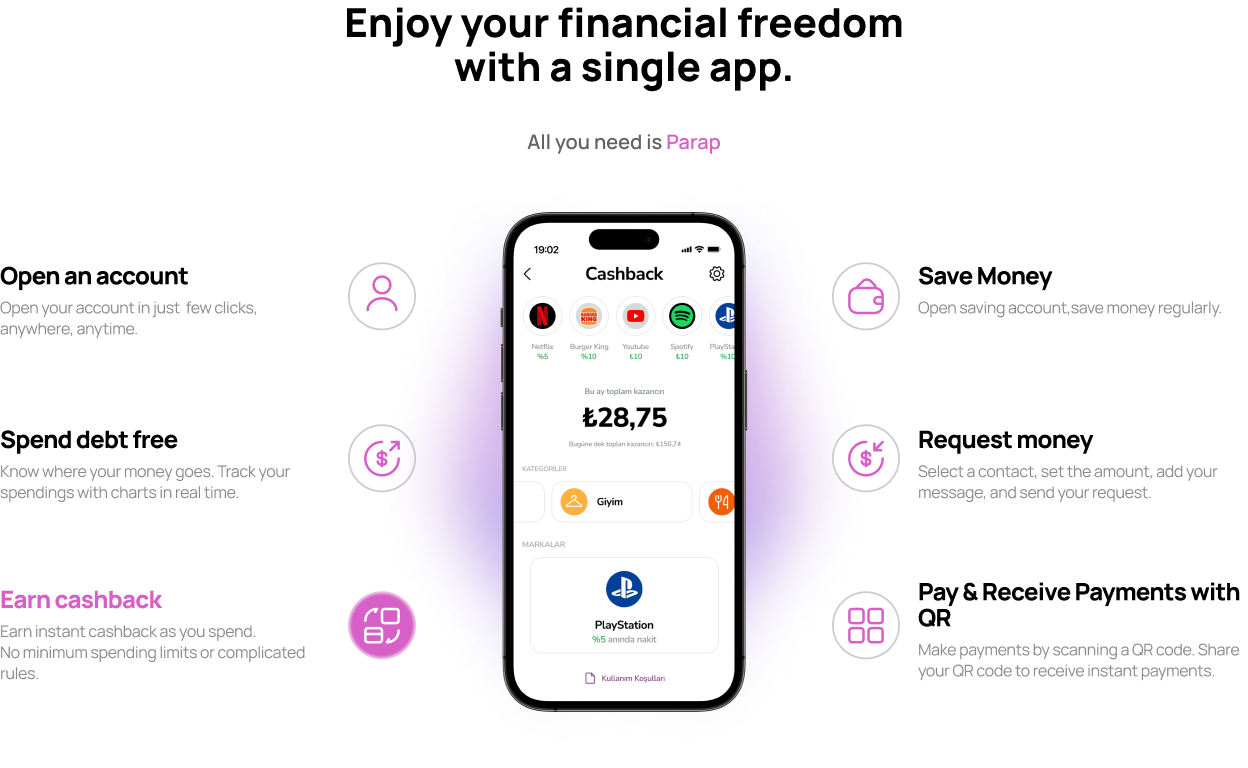 Enjoy your financial freedom
with a single app.
All you need is Parap
Open an account
Open your account in just few clicks,
anywhere, anytime.
Spend debt free
Know where your money goes. Track your
spendings with charts in real time.
Earn cashback
Earn instant cashback as you spend.
No minimum spending limits or complicated
rules.
19:02
Cashback
Netflix
%5
BURGER
KING
Burger King
%10
Youtube
₺10
Spotify
₺10
PlaySta
%10
Bu ay toplam kazancın
₺28,75
Bugüne dek toplan kazancın: ₺150,74
KATEGORİLER
Giyim
MARKALAR
PlayStation
%5 anında nakit
Kullanım Koşulları
Save Money
Open saving account,save money regularly.
Request money
Select a contact, set the amount, add your
message, and send your request.
Pay & Receive Payments with
QR
Make payments by scanning a QR code. Share
your QR code to receive instant payments.